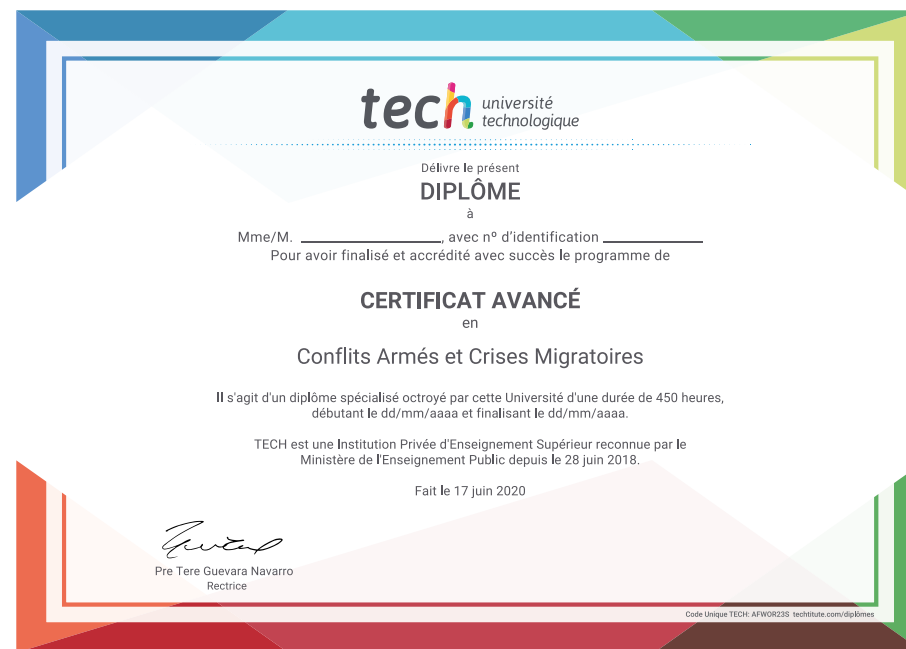 tech université
technologique
Délivre le présent
DIPLÔME
à
Mme/M. ____________________, avec nº d'identification ______________
Pour avoir finalisé et accrédité avec succès le programme de
CERTIFICAT AVANCÉ
en
Conflits Armés et Crises Migratoires
Il s'agit d'un diplôme spécialisé octroyé par cette Université d'une durée de 450 heures,
débutant le dd/mm/aaaa et finalisant le dd/mm/aaaa.
TECH est une Institution Privée d'Enseignement Supérieur reconnue par le
Ministère de l'Enseignement Public depuis le 28 juin 2018.
Fait le 17 juin 2020
Pre Tere Guevara Navarro
Rectrice
Code Unique TECH: AFWOR23S techtitute.com/diplômes